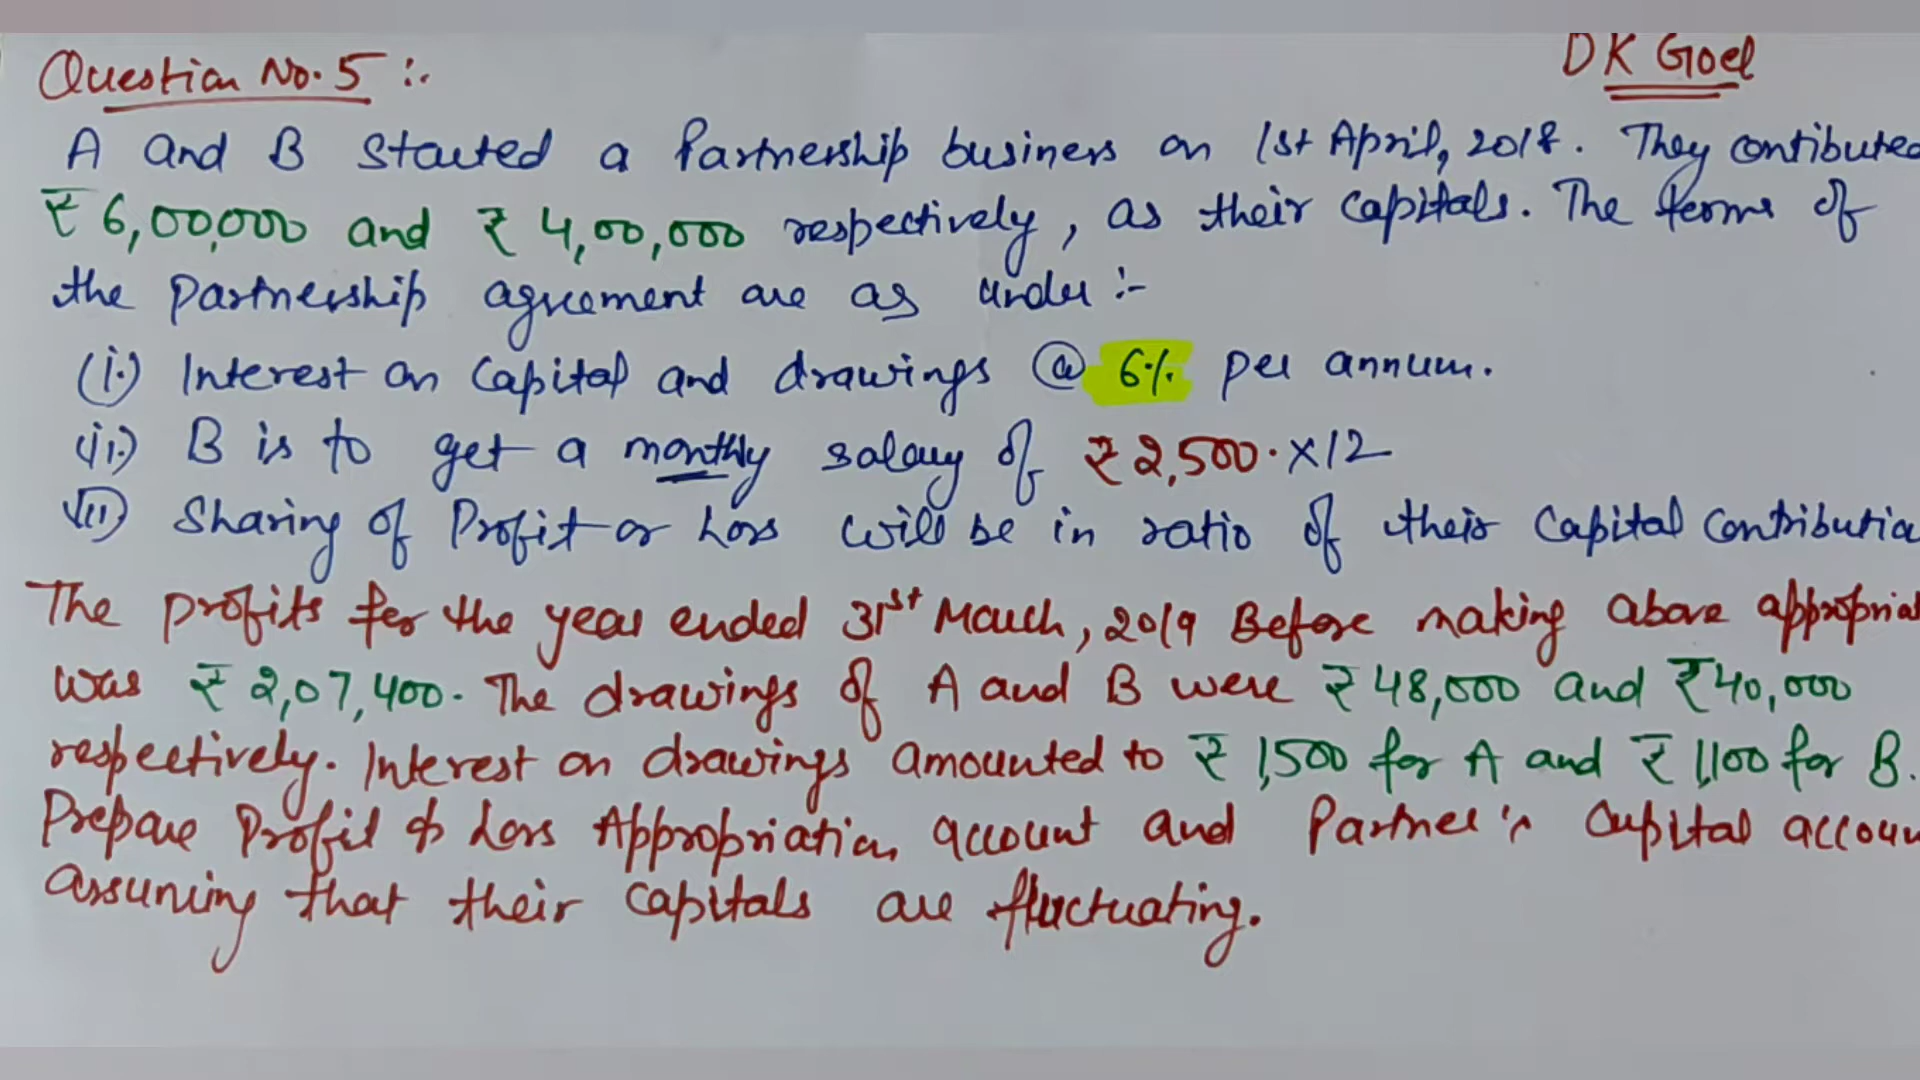 Question No. 5 :-
DK Goel
A and B started a Partnership business on 1st April, 2018. They contibuted
₹ 6,00,000 and ₹ 4,00,000 respectively, as their capitals. The terms of
the partnership agreement are as under :-
(i.) Interest on Capital and drawings @ 6% per annum.
(ii.) B is to get a monthly salary of ₹ 2,500. x12
(iii) Sharing of Profit or Loss will be in ratio of their Capital Contributio
The profits for the year ended 31st March, 2019 Before making above appropriat
was ₹ 2,07,400. The drawings of A and B were ₹ 48,000 and ₹ 40,000
respectively. Interest on drawings amounted to ₹ 1,500 for A and ₹ 1,100 for B.
Prepare Profit & Loss Appropriation account and Partner's Capital accoun
assuming that their capitals are fluctuating.